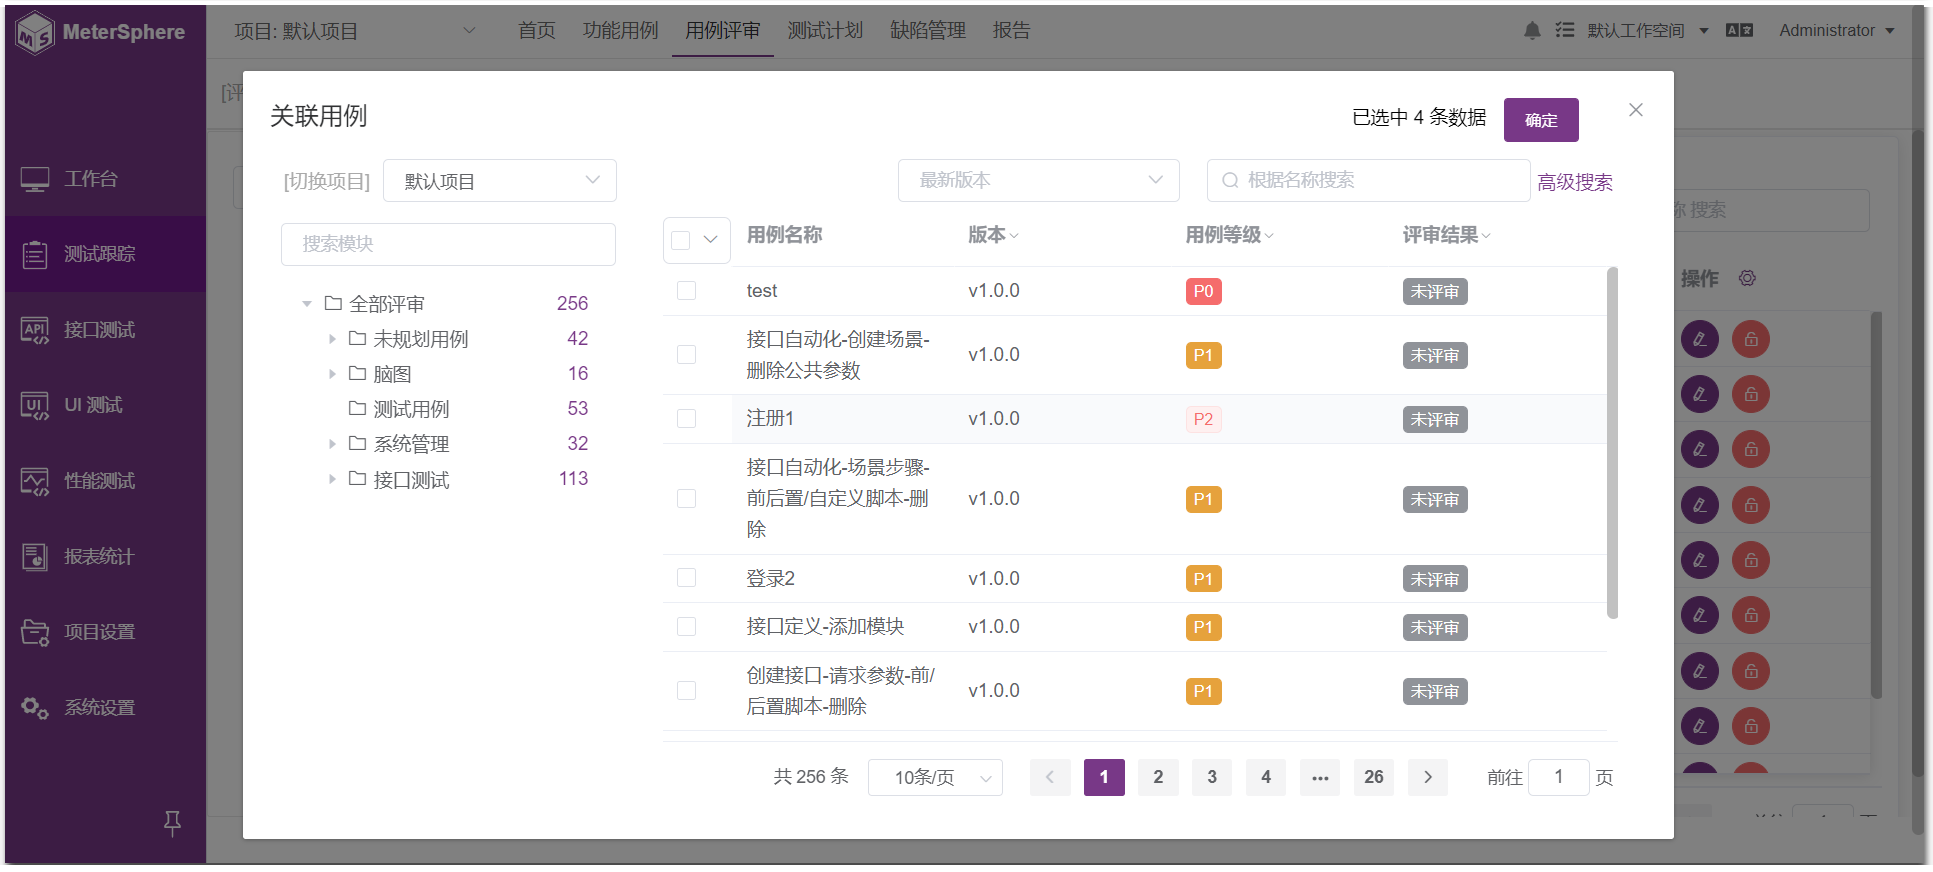 MeterSphere
项目: 默认项目
首页
功能用例
用例评审
测试计划
缺陷管理
报告
默认工作空间
Administrator
工作台
测试跟踪
接口测试
UI 测试
性能测试
报表统计
项目设置
系统设置
[评
关联用例
已选中 4 条数据
确定
[切换项目]
默认项目
最新版本
根据名称搜索
高级搜索
搜索模块
全部评审 256
未规划用例 42
脑图 16
测试用例 53
系统管理 32
接口测试 113
用例名称 版本 用例等级 评审结果
test v1.0.0 P0 未评审
接口自动化-创建场景-
删除公共参数
v1.0.0 P1 未评审
注册1 v1.0.0 P2 未评审
接口自动化-场景步骤-
前后置/自定义脚本-删
除
v1.0.0 P1 未评审
登录2 v1.0.0 P1 未评审
接口定义-添加模块 v1.0.0 P1 未评审
创建接口-请求参数-前/
后置脚本-删除
v1.0.0 P1 未评审
共 256 条
10条/页
1 2 3 4 ••• 26
前往 1 页
称 搜索
操作